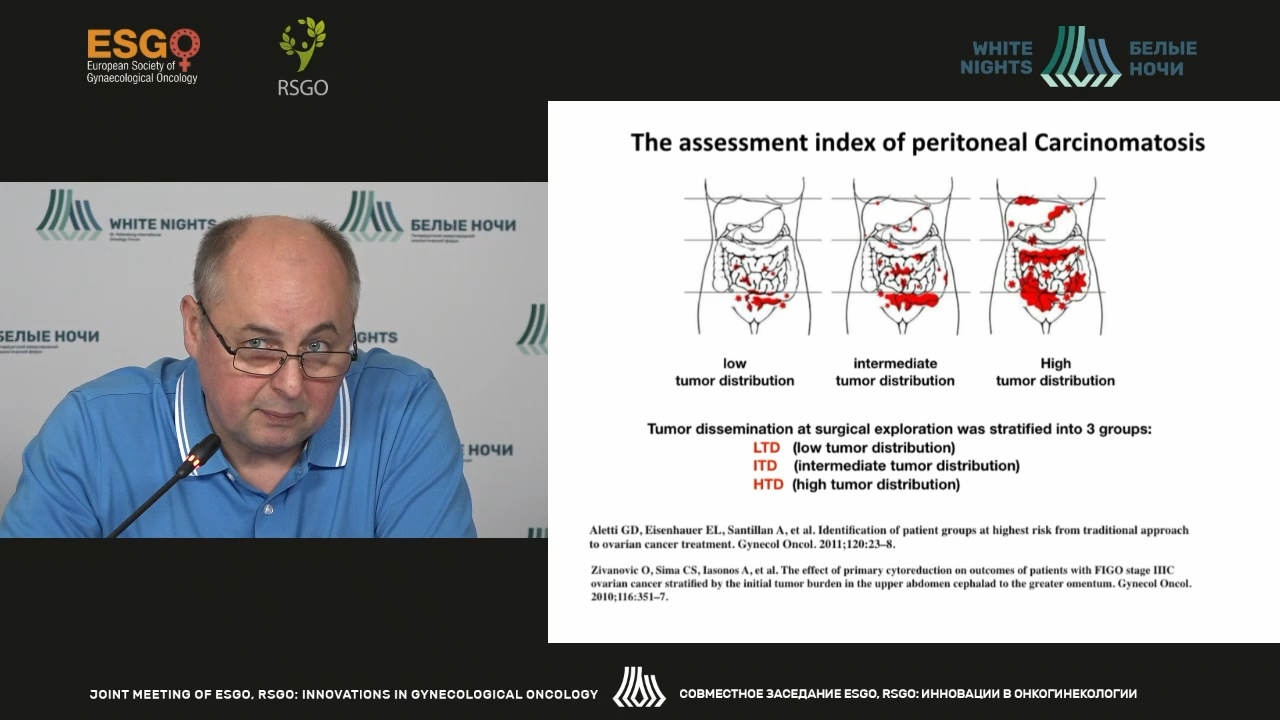 ESGO
European Society of
Gynaecological Oncology
RSGO
WHITE
NIGHTS
БЕЛЫЕ
НОЧИ
The assessment index of peritoneal Carcinomatosis
low
tumor distribution
intermediate
tumor distribution
High
tumor distribution
Tumor dissemination at surgical exploration was stratified into 3 groups:
LTD (low tumor distribution)
ITD (intermediate tumor distribution)
HTD (high tumor distribution)
Aletti GD, Eisenhauer EL, Santillan A, et al. Identification of patient groups at highest risk from traditional approach
to ovarian cancer treatment. Gynecol Oncol. 2011;120:23–8.
Zivanovic O, Sima CS, Iasonos A, et al. The effect of primary cytoreduction on outcomes of patients with FIGO stage IIIC
ovarian cancer stratified by the initial tumor burden in the upper abdomen cephalad to the greater omentum. Gynecol Oncol.
2010;116:351–7.
WHITE NIGHTS
БЕЛЫЕ НОЧИ
БЕЛЫЕ НОЧИ
GHTS
НОЧИ
JOINT MEETING OF ESGO, RSGO: INNOVATIONS IN GYNECOLOGICAL ONCOLOGY
СОВМЕСТНОЕ ЗАСЕДАНИЕ ESGO, RSGO: ИННОВАЦИИ В ОНКОГИНЕКОЛОГИИ